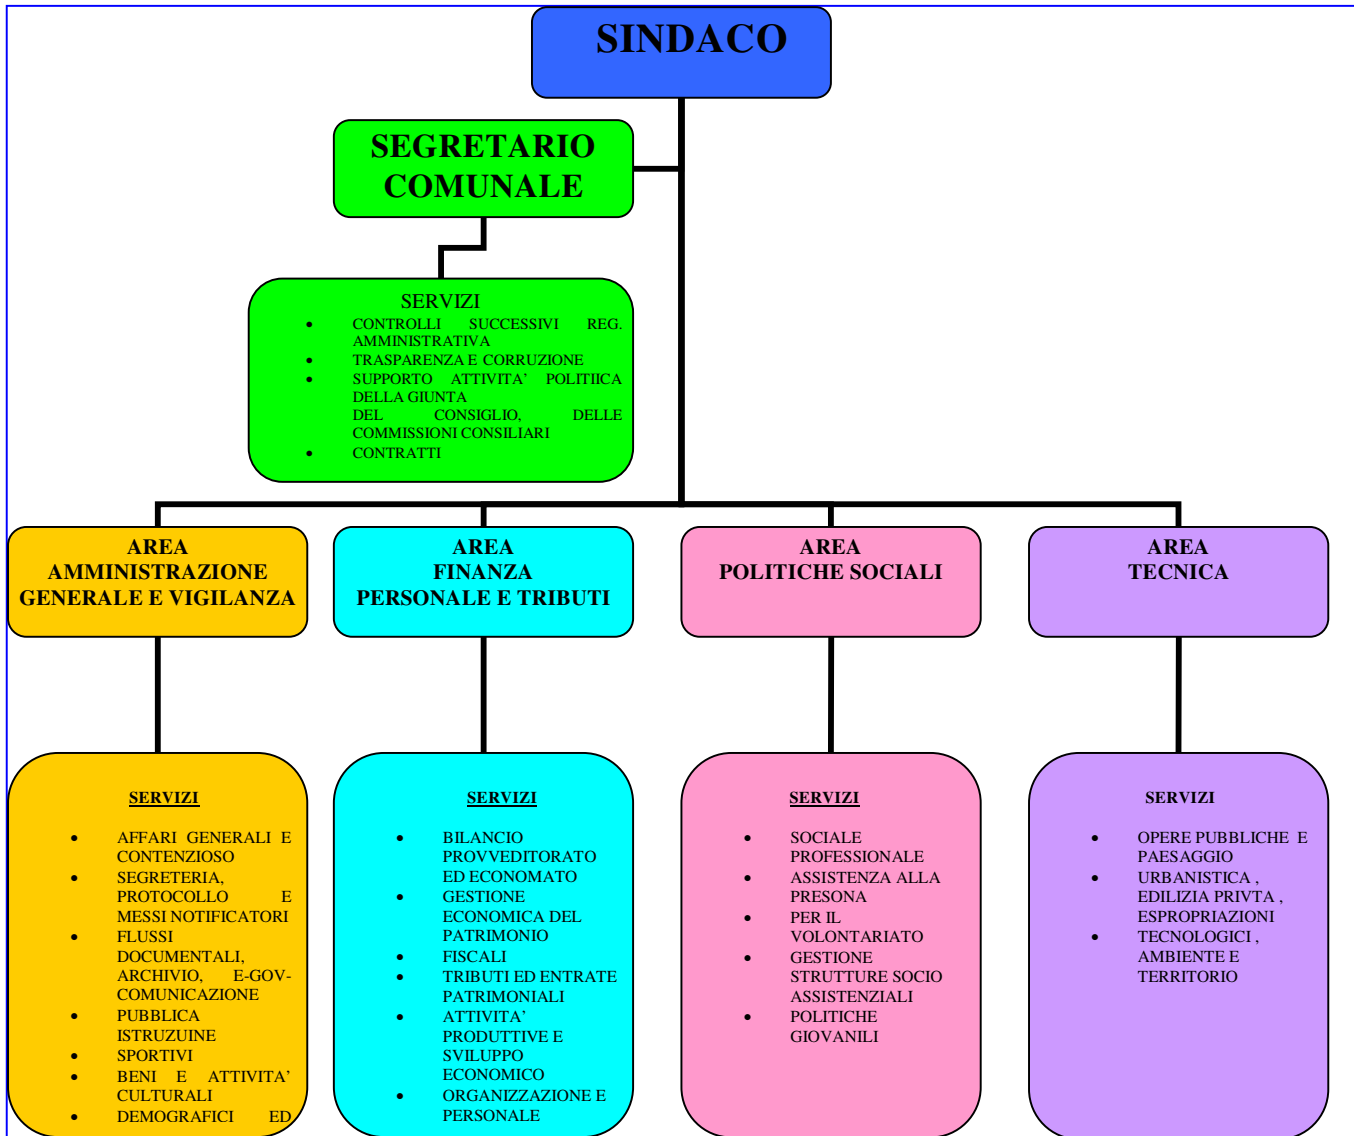 SINDACO
SEGRETARIO
COMUNALE
SERVIZI
• CONTROLLI SUCCESSIVI REG.
AMMINISTRATIVA
• TRASPARENZA E CORRUZIONE
• SUPPORTO ATTIVITA’ POLITIICA
DELLA GIUNTA
DEL CONSIGLIO, DELLE
COMMISSIONI CONSILIARI
• CONTRATTI
AREA
AMMINISTRAZIONE
GENERALE E VIGILANZA
AREA
FINANZA
PERSONALE E TRIBUTI
AREA
POLITICHE SOCIALI
AREA
TECNICA
SERVIZI
• AFFARI GENERALI E
CONTENZIOSO
• SEGRETERIA,
PROTOCOLLO E
MESSI NOTIFICATORI
• FLUSSI
DOCUMENTALI,
ARCHIVIO, E-GOV-
COMUNICAZIONE
• PUBBLICA
ISTRUZUINE
• SPORTIVI
• BENI E ATTIVITA’
CULTURALI
• DEMOGRAFICI ED
SERVIZI
• BILANCIO
PROVVEDITORATO
ED ECONOMATO
• GESTIONE
ECONOMICA DEL
PATRIMONIO
• FISCALI
• TRIBUTI ED ENTRATE
PATRIMONIALI
• ATTIVITA’
PRODUTTIVE E
SVILUPPO
ECONOMICO
• ORGANIZZAZIONE E
PERSONALE
SERVIZI
• SOCIALE
PROFESSIONALE
• ASSISTENZA ALLA
PRESONA
• PER IL
VOLONTARIATO
• GESTIONE
STRUTTURE SOCIO
ASSISTENZIALI
• POLITICHE
GIOVANILI
SERVIZI
• OPERE PUBBLICHE E
PAESAGGIO
• URBANISTICA ,
EDILIZIA PRIVTA ,
ESPROPRIAZIONI
• TECNOLOGICI ,
AMBIENTE E
TERRITORIO